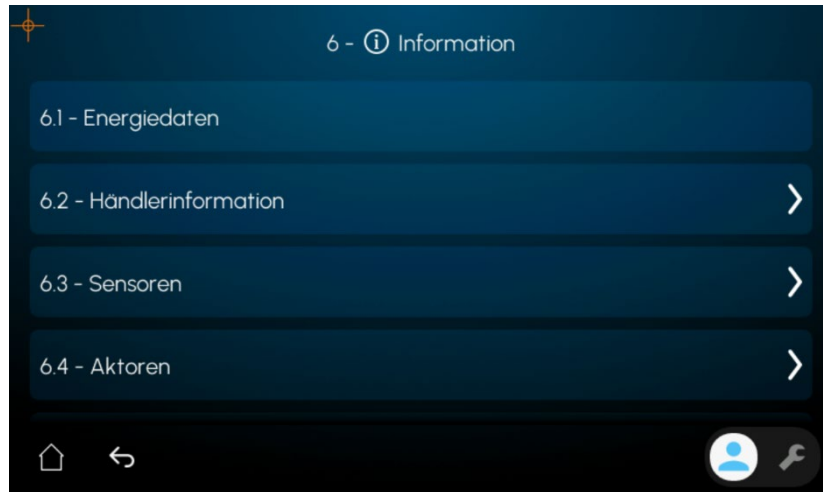 6 - ⓘ Information
6.1 - Energiedaten
6.2 - Händlerinformation
6.3 - Sensoren
6.4 - Aktoren